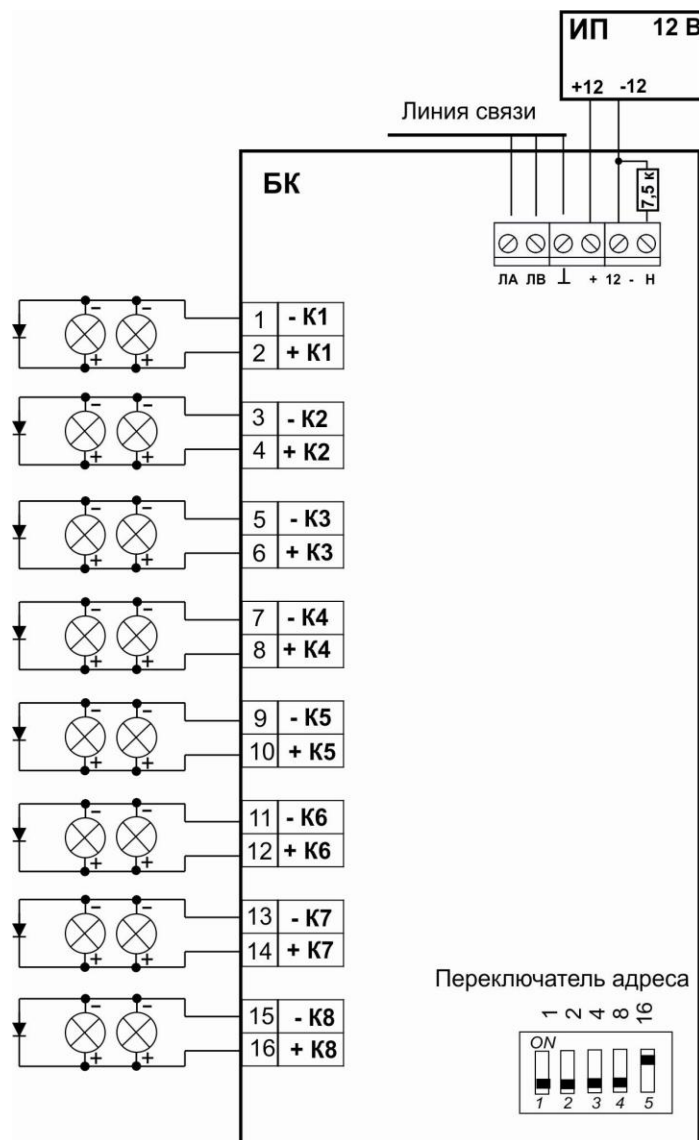 ИП 12 В
+12 -12
Линия связи
БК
7,5 к
ЛА ЛВ ⊥ + 12 - Н
1 - К1
2 + К1
3 - К2
4 + К2
5 - К3
6 + К3
7 - К4
8 + К4
9 - К5
10 + К5
11 - К6
12 + К6
13 - К7
14 + К7
15 - К8
16 + К8
Переключатель адреса
1 2 4 8 16
ON
1 2 3 4 5